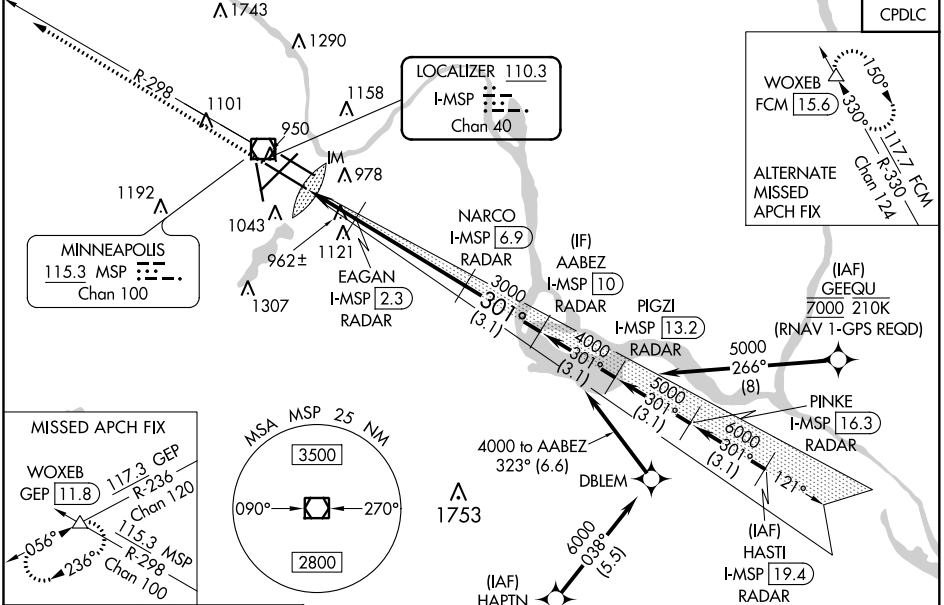 CPDLC
1743
1290
R-298
1101
1158
950
LOCALIZER 110.3
I-MSP
Chan 40
IM
978
1192
1043
962±
1121
1307
MINNEAPOLIS
115.3 MSP
Chan 100
EAGAN
I-MSP 2.3
RADAR
NARCO
I-MSP 6.9
RADAR
(IF)
AABEZ
I-MSP 10
RADAR
PIGZI
I-MSP 13.2
RADAR
3000
301°
(3.1)
4000
301°
(3.1)
5000
301°
(3.1)
6000
301°
(3.1)
121°
WOXEB
FCM 15.6
150°
330°
117.7 FCM
R-330
Chan 124
ALTERNATE
MISSED
APCH FIX
(IAF)
GEEQU
7000 210K
(RNAV 1-GPS REQD)
5000
266°
(8)
PINKE
I-MSP 16.3
RADAR
4000 to AABEZ
323° (6.6)
DBLEM
6000
038°
(5.5)
(IAF)
HAPTN
(IAF)
HASTI
I-MSP 19.4
RADAR
MISSED APCH FIX
WOXEB
GEP 11.8
117.3 GEP
R-236
Chan 120
056°
236°
115.3 MSP
R-298
Chan 100
MSA MSP 25 NM
3500
090°
270°
2800
1753